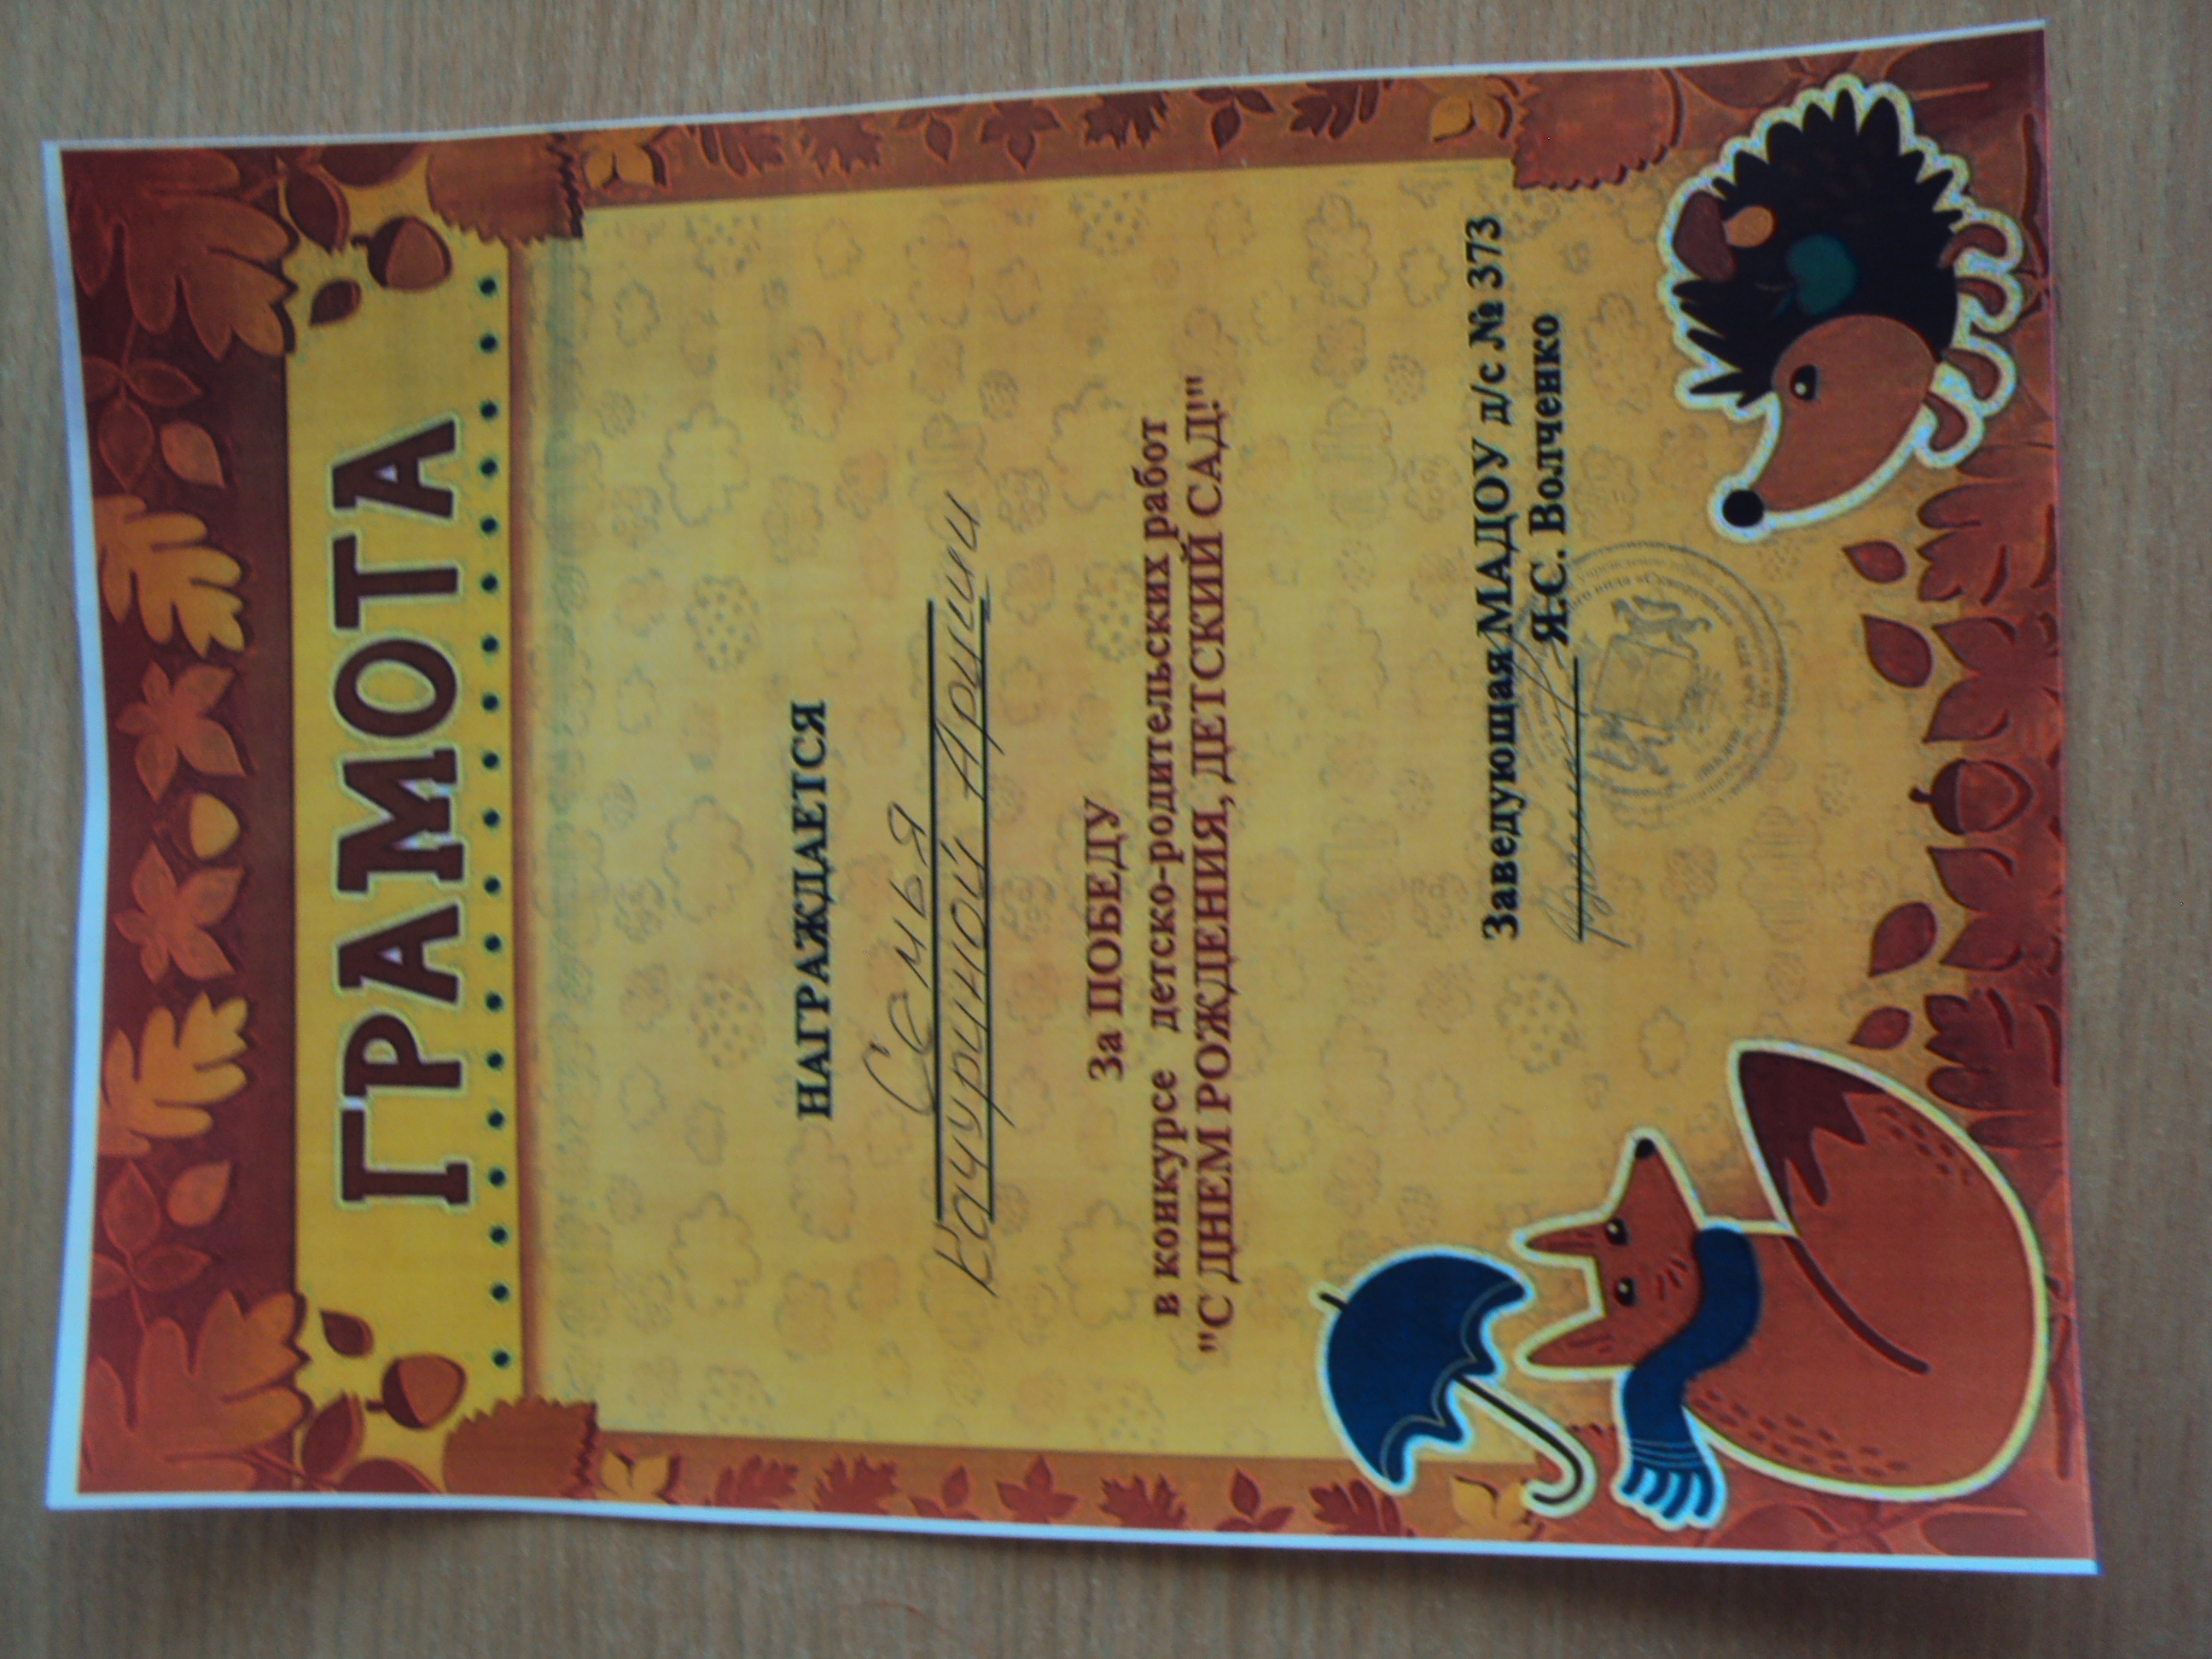 ГРАМОТА
НАГРАЖДАЕТСЯ
Семья
Качуриной Арины
За ПОБЕДУ
в конкурсе детско-родительских работ
"С ДНЕМ РОЖДЕНИЯ, ДЕТСКИЙ САД!"
Заведующая МАДОУ д/с № 373
Я.С. Волченко